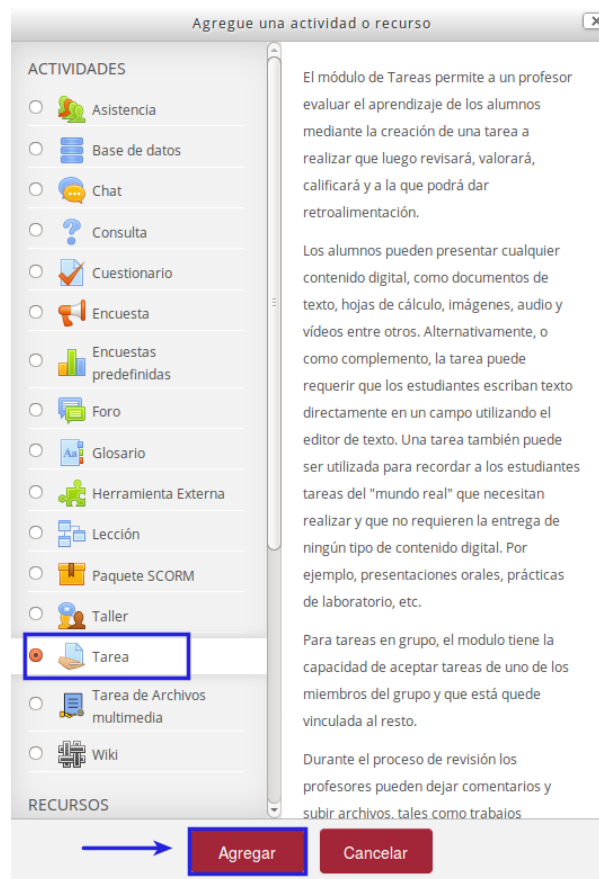 Agregue una actividad o recurso
ACTIVIDADES
Asistencia
Base de datos
Chat
Consulta
Cuestionario
Encuesta
Encuestas
predefinidas
Foro
Glosario
Herramienta Externa
Lección
Paquete SCORM
Taller
Tarea
Tarea de Archivos
multimedia
Wiki
RECURSOS
El módulo de Tareas permite a un profesor
evaluar el aprendizaje de los alumnos
mediante la creación de una tarea a
realizar que luego revisará, valorará,
calificará y a la que podrá dar
retroalimentación.
Los alumnos pueden presentar cualquier
contenido digital, como documentos de
texto, hojas de cálculo, imágenes, audio y
vídeos entre otros. Alternativamente, o
como complemento, la tarea puede
requerir que los estudiantes escriban texto
directamente en un campo utilizando el
editor de texto. Una tarea también puede
ser utilizada para recordar a los estudiantes
tareas del "mundo real" que necesitan
realizar y que no requieren la entrega de
ningún tipo de contenido digital. Por
ejemplo, presentaciones orales, prácticas
de laboratorio, etc.
Para tareas en grupo, el modulo tiene la
capacidad de aceptar tareas de uno de los
miembros del grupo y que está quede
vinculada al resto.
Durante el proceso de revisión los
profesores pueden dejar comentarios y
subir archivos, tales como trabajos
Agregar
Cancelar